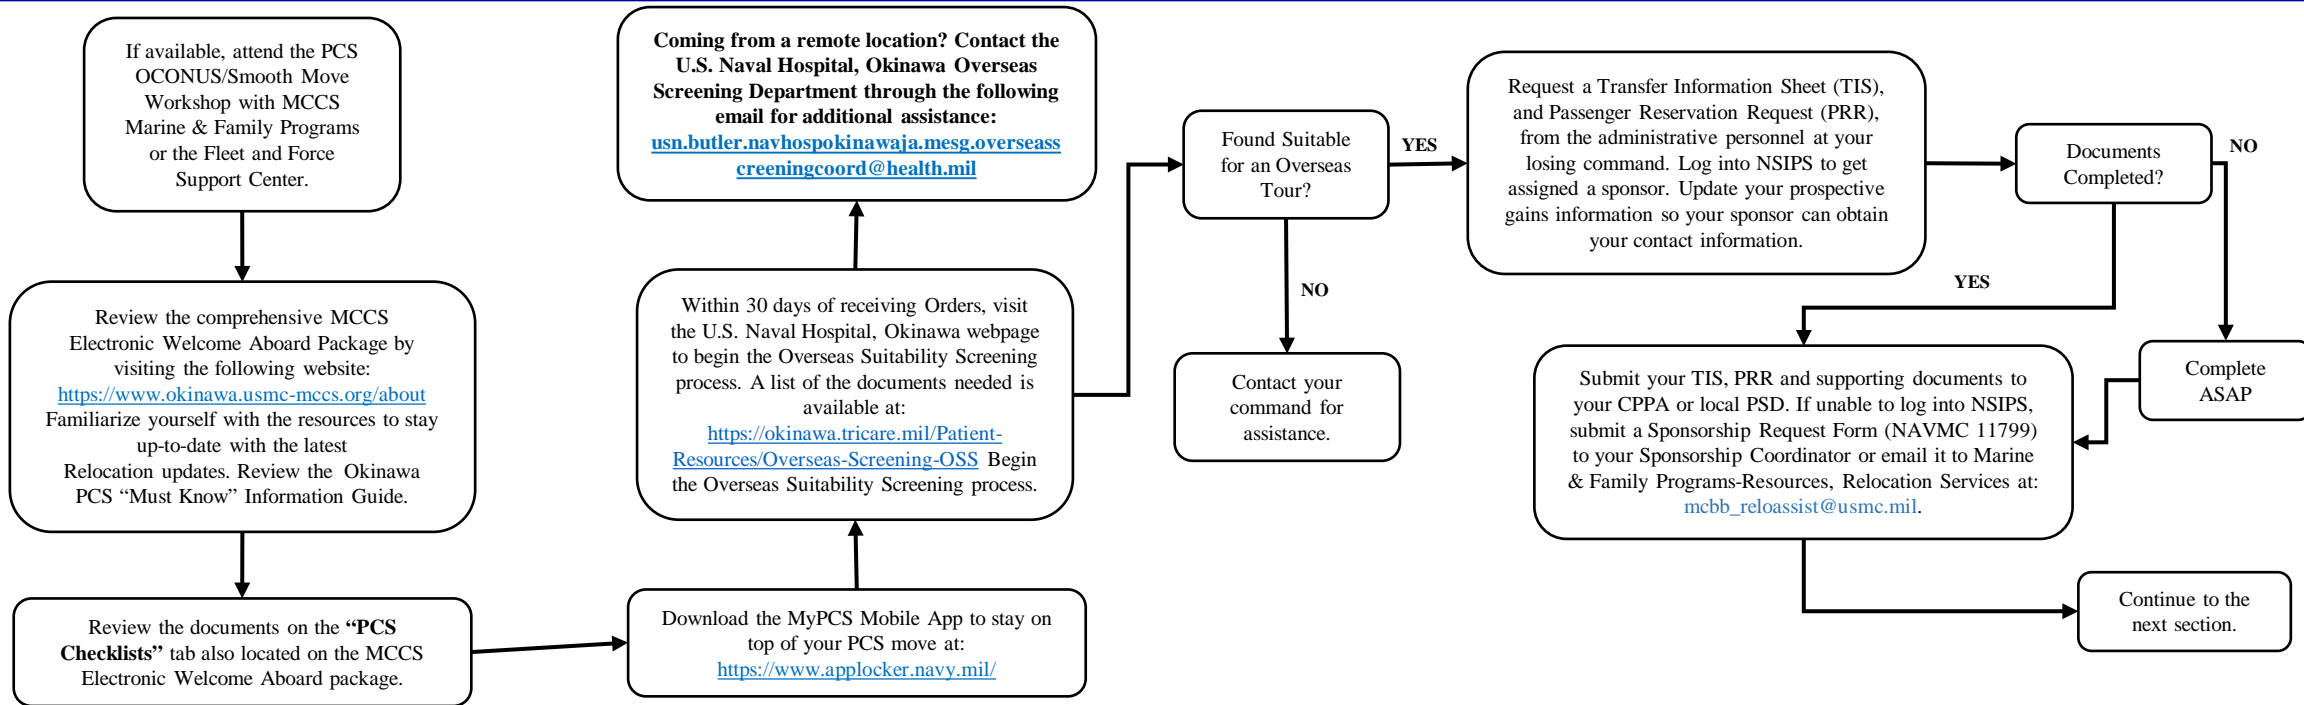 If available, attend the PCS
OCONUS/Smooth Move
Workshop with MCCS
Marine & Family Programs
or the Fleet and Force
Support Center.
Review the comprehensive MCCS
Electronic Welcome Aboard Package by
visiting the following website:
https://www.okinawa.usmc-mccs.org/about
Familiarize yourself with the resources to stay
up-to-date with the latest
Relocation updates. Review the Okinawa
PCS “Must Know” Information Guide.
Review the documents on the “PCS
Checklists” tab also located on the MCCS
Electronic Welcome Aboard package.
Download the MyPCS Mobile App to stay on
top of your PCS move at:
https://www.applocker.navy.mil/
Within 30 days of receiving Orders, visit
the U.S. Naval Hospital, Okinawa webpage
to begin the Overseas Suitability Screening
process. A list of the documents needed is
available at:
https://okinawa.tricare.mil/Patient-
Resources/Overseas-Screening-OSS Begin
the Overseas Suitability Screening process.
Coming from a remote location? Contact the
U.S. Naval Hospital, Okinawa Overseas
Screening Department through the following
email for additional assistance:
usn.butler.navhospokinawaja.mesg.overseass
creeningcoord@health.mil
Found Suitable
for an Overseas
Tour?
YES
NO
Contact your
command for
assistance.
Request a Transfer Information Sheet (TIS),
and Passenger Reservation Request (PRR),
from the administrative personnel at your
losing command. Log into NSIPS to get
assigned a sponsor. Update your prospective
gains information so your sponsor can obtain
your contact information.
Documents
Completed?
NO
YES
Complete
ASAP
Submit your TIS, PRR and supporting documents to
your CPPA or local PSD. If unable to log into NSIPS,
submit a Sponsorship Request Form (NAVMC 11799)
to your Sponsorship Coordinator or email it to Marine
& Family Programs-Resources, Relocation Services at:
mcbb_reloassist@usmc.mil.
Continue to the
next section.